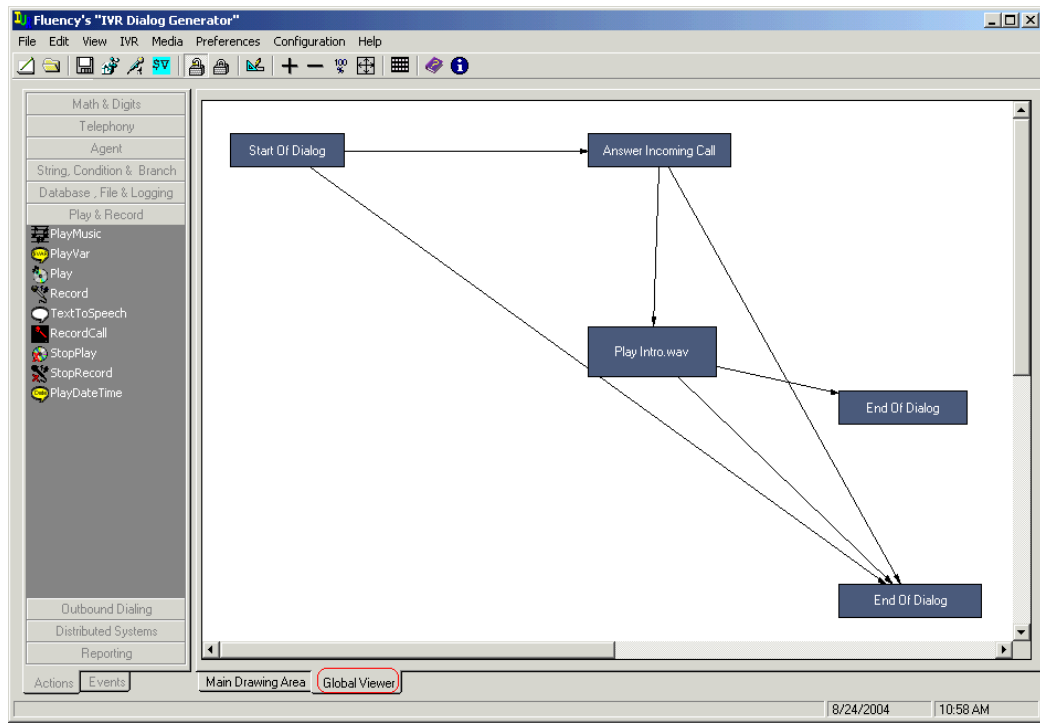 Fluency's "IVR Dialog Generator"
File Edit View IVR Media Preferences Configuration Help
$∇ 100 %
Math & Digits
Telephony
Agent
String, Condition & Branch
Database , File & Logging
Play & Record
PlayMusic
PlayVar
Play
Record
TextToSpeech
RecordCall
StopPlay
StopRecord
PlayDateTime
Outbound Dialing
Distributed Systems
Reporting
Actions Events
Start Of Dialog
Answer Incoming Call
Play Intro.wav
End Of Dialog
End Of Dialog
Main Drawing Area Global Viewer
8/24/2004 10:58 AM